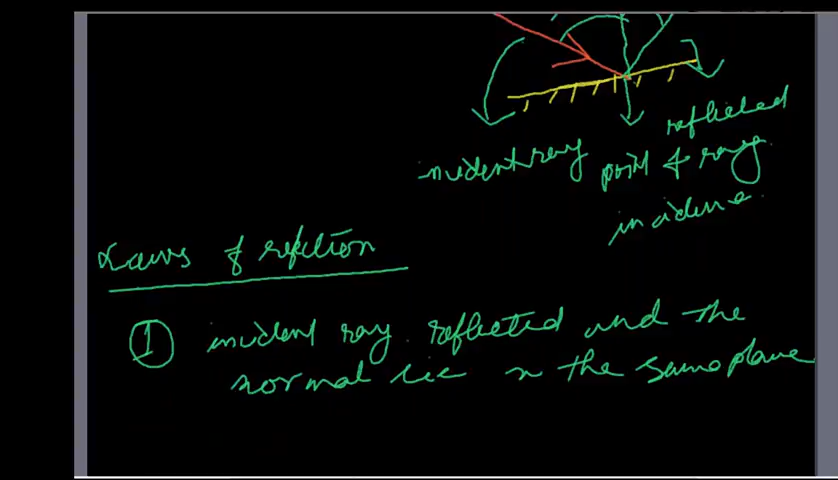 reflected
incident ray point of ray
incidence
Laws of reflction
① incident ray reflected and the
normal lie in the same plane